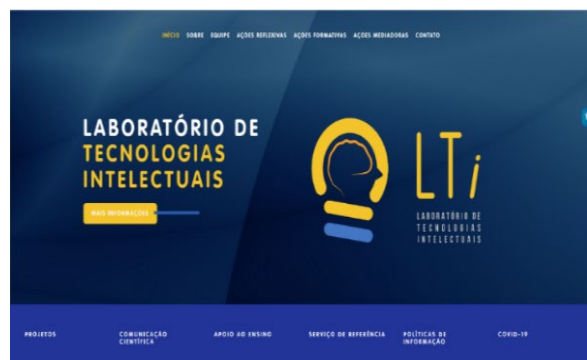 INÍCIO SOBRE EQUIPE AÇÕES REFLEXIVAS AÇÕES FORMATIVAS AÇÕES MEDIADORAS CONTATO
LABORATÓRIO DE
TECNOLOGIAS
INTELECTUAIS
MAIS INFORMAÇÕES
LTi
LABORATÓRIO DE
TECNOLOGIAS
INTELECTUAIS
PROJETOS
COMUNICAÇÃO
CIENTÍFICA
APOIO AO ENSINO
SERVIÇO DE REFERÊNCIA
POLÍTICAS DE
INFORMAÇÃO
COVID-19